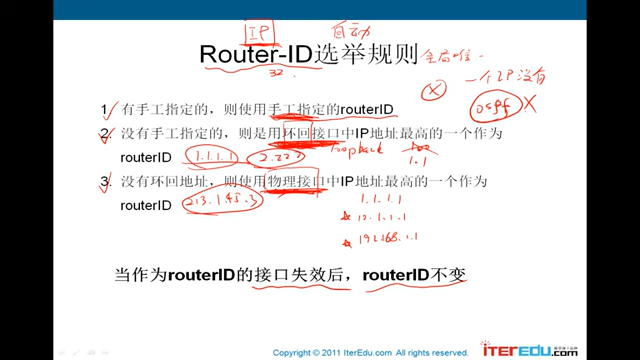 IP 自动
Router-ID选举规则 全局唯一
32
一个IP没有
ospf X
1 有手工指定的，则使用手工指定的routerID
2. 没有手工指定的，则是用环回接口中IP地址最高的一个作为
routerID 1.1.1.1 2.2.2.2 loopback
1.1
3. 没有环回地址，则使用物理接口中IP地址最高的一个作为
routerID 213.145.3
1.1.1.1
12.1.1.1
192.168.1.1
当作为routerID的接口失效后，routerID不变
iTEREDU.com
Copyright © 2011 IterEdu.com All rights reserved.